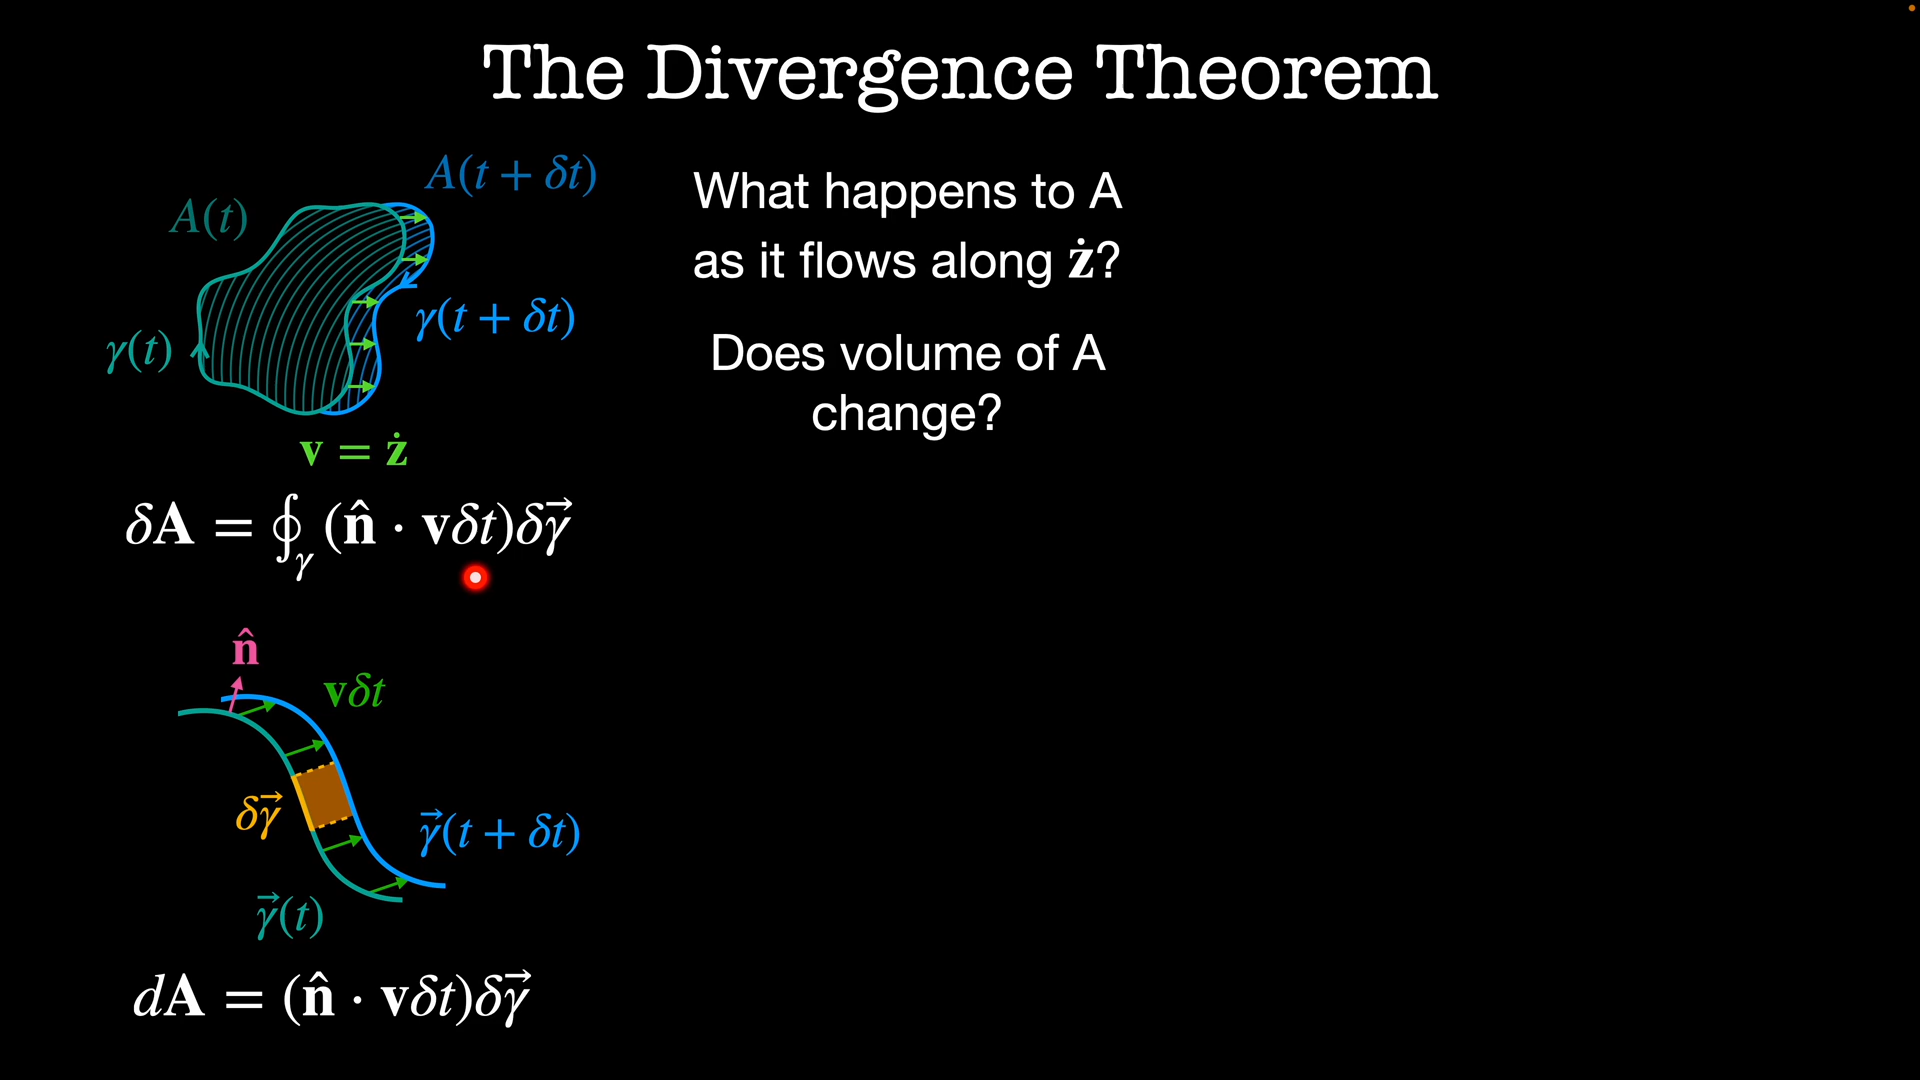 The Divergence Theorem
A(t + δt)
A(t)
γ(t + δt)
γ(t)
v = ż
δA = ∮γ (n̂ · vδt)δγ⃗
What happens to A
as it flows along ż?
Does volume of A
change?
n̂
vδt
δγ⃗
γ⃗(t + δt)
γ⃗(t)
dA = (n̂ · vδt)δγ⃗